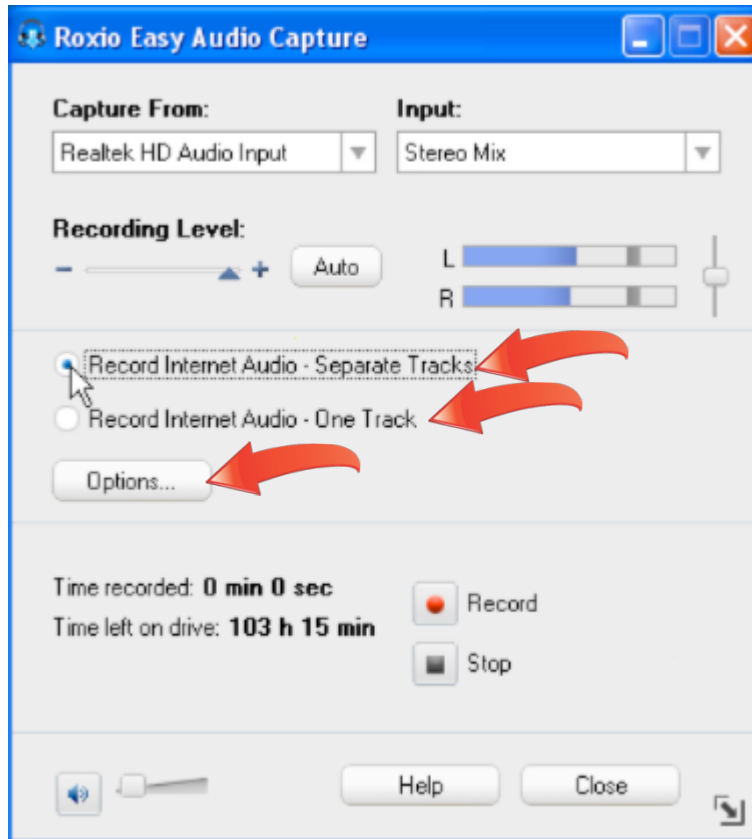 Roxio Easy Audio Capture
Capture From: Input:
Realtek HD Audio Input Stereo Mix
Recording Level:
− + Auto L
R
Record Internet Audio - Separate Tracks
Record Internet Audio - One Track
Options...
Time recorded: 0 min 0 sec
Record
Time left on drive: 103 h 15 min
Stop
Help Close